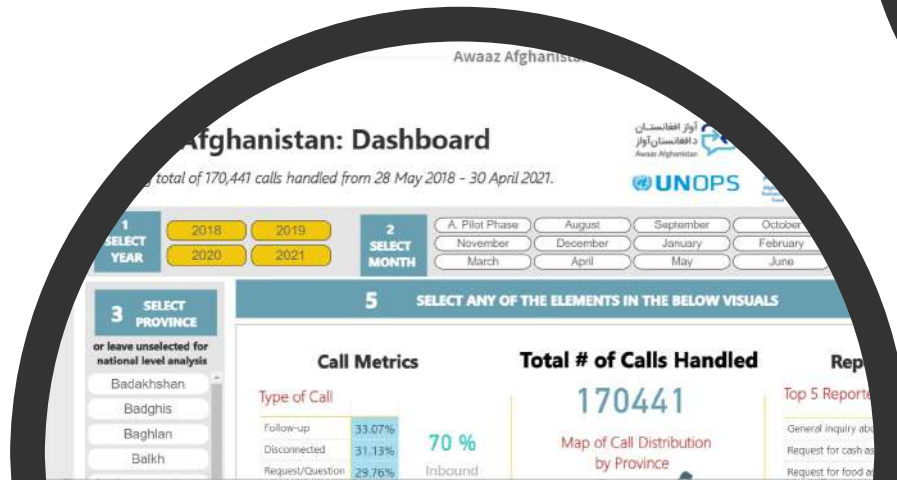 Awaaz Afghanistan
Afghanistan: Dashboard
total of 170,441 calls handled from 28 May 2018 - 30 April 2021.
آواز افغانستان
دافغانستان آواز
Awaaz Afghanistan
UNOPS
1
SELECT
YEAR
2018
2019
2020
2021
2
SELECT
MONTH
A. Pilot Phase
August
September
October
November
December
January
February
March
April
May
June
3
SELECT
PROVINCE
or leave unselected for
national level analysis
Badakhshan
Badghis
Baghlan
Balkh
5 SELECT ANY OF THE ELEMENTS IN THE BELOW VISUALS
Call Metrics
Type of Call
Follow-up 33.07%
Disconnected 31.13%
Request/Question 29.76%
70 %
Inbound
Total # of Calls Handled
170441
Map of Call Distribution
by Province
Rep
Top 5 Reporte
General inquiry abo
Request for cash as
Request for food as